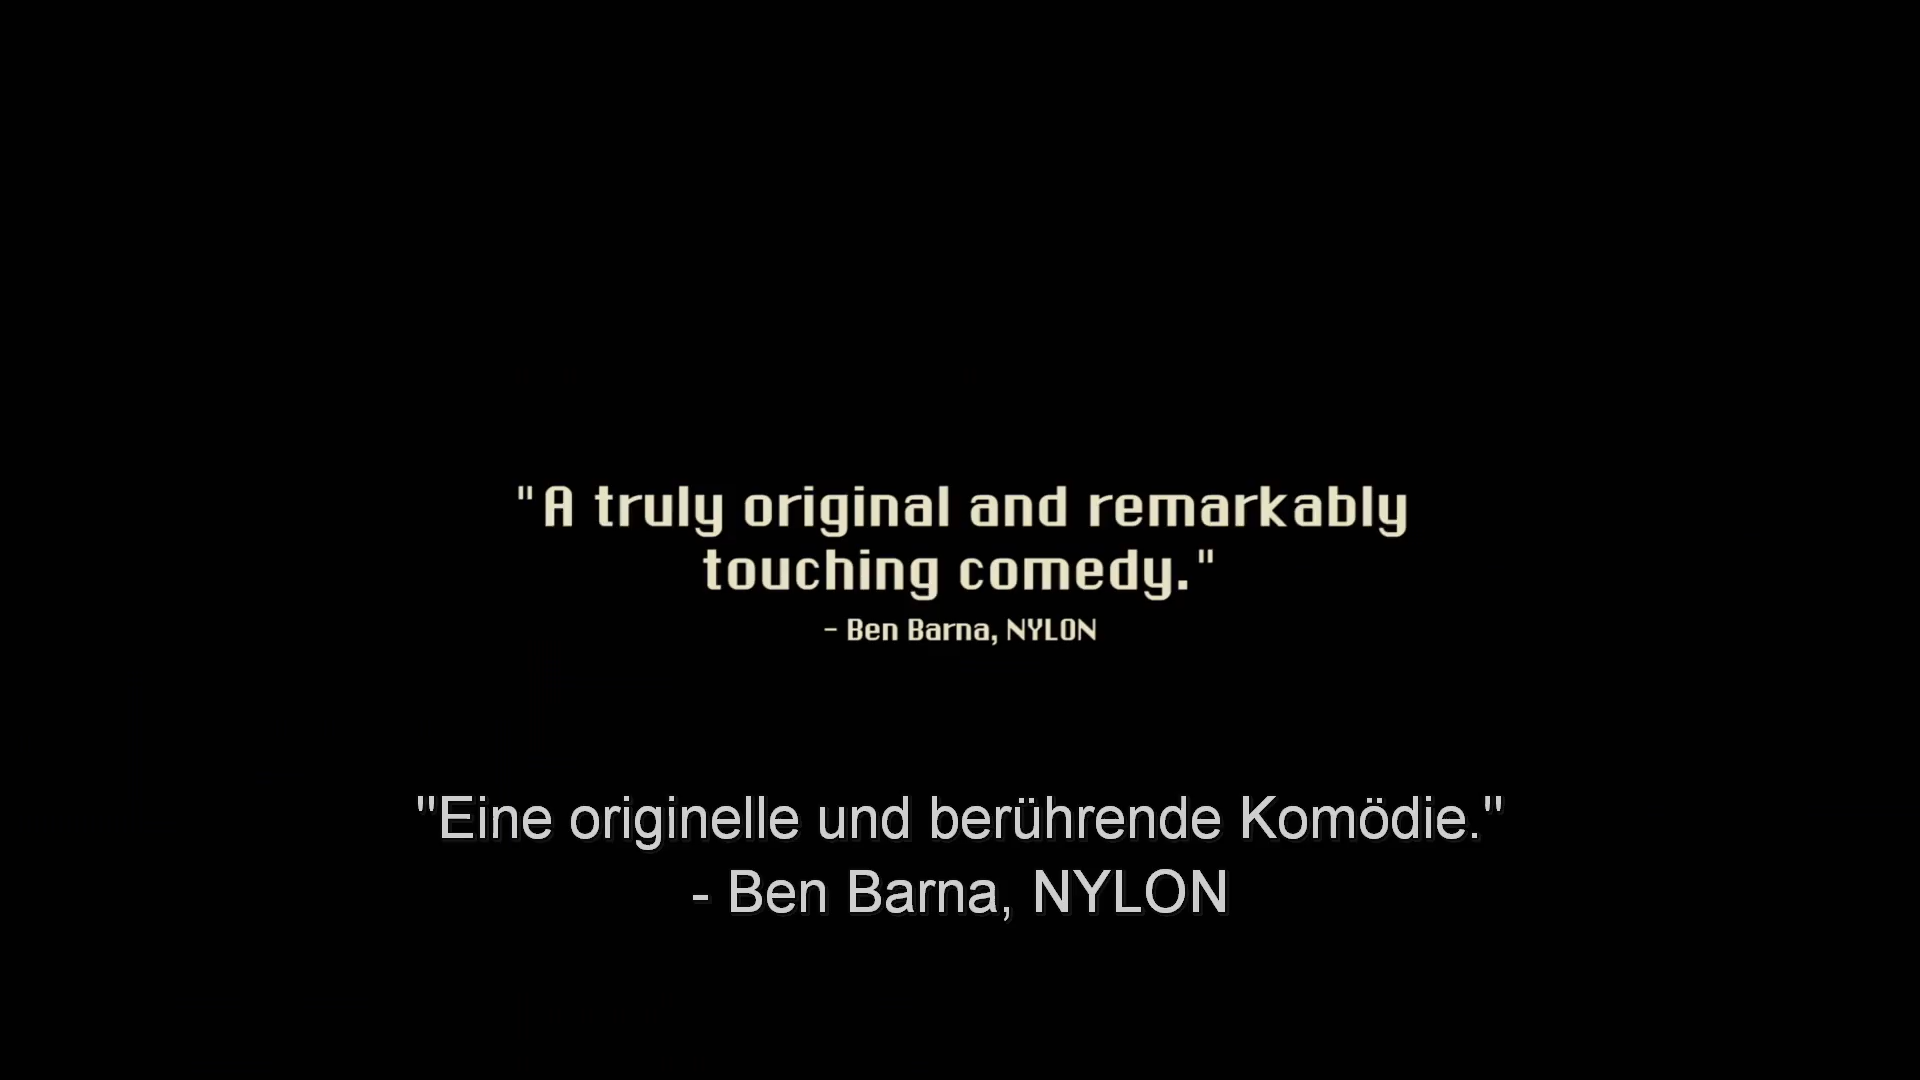 "A truly original and remarkably
touching comedy."
- Ben Barna, NYLON
"Eine originelle und berührende Komödie."
- Ben Barna, NYLON